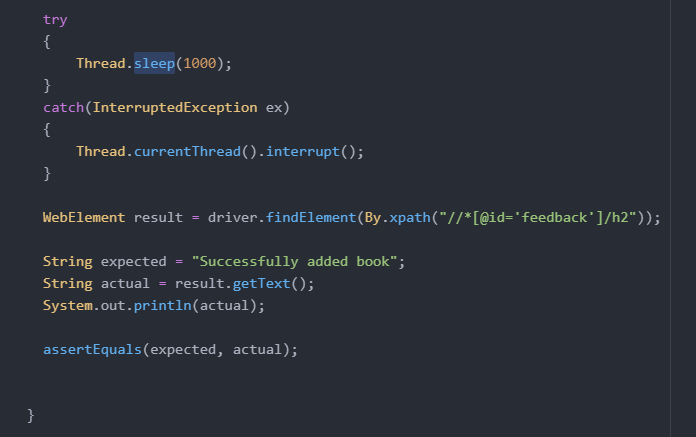 try
{
Thread.sleep(1000);
}
catch(InterruptedException ex)
{
Thread.currentThread().interrupt();
}
WebElement result = driver.findElement(By.xpath("//*[@id='feedback']/h2"));
String expected = "Successfully added book";
String actual = result.getText();
System.out.println(actual);
assertEquals(expected, actual);
}